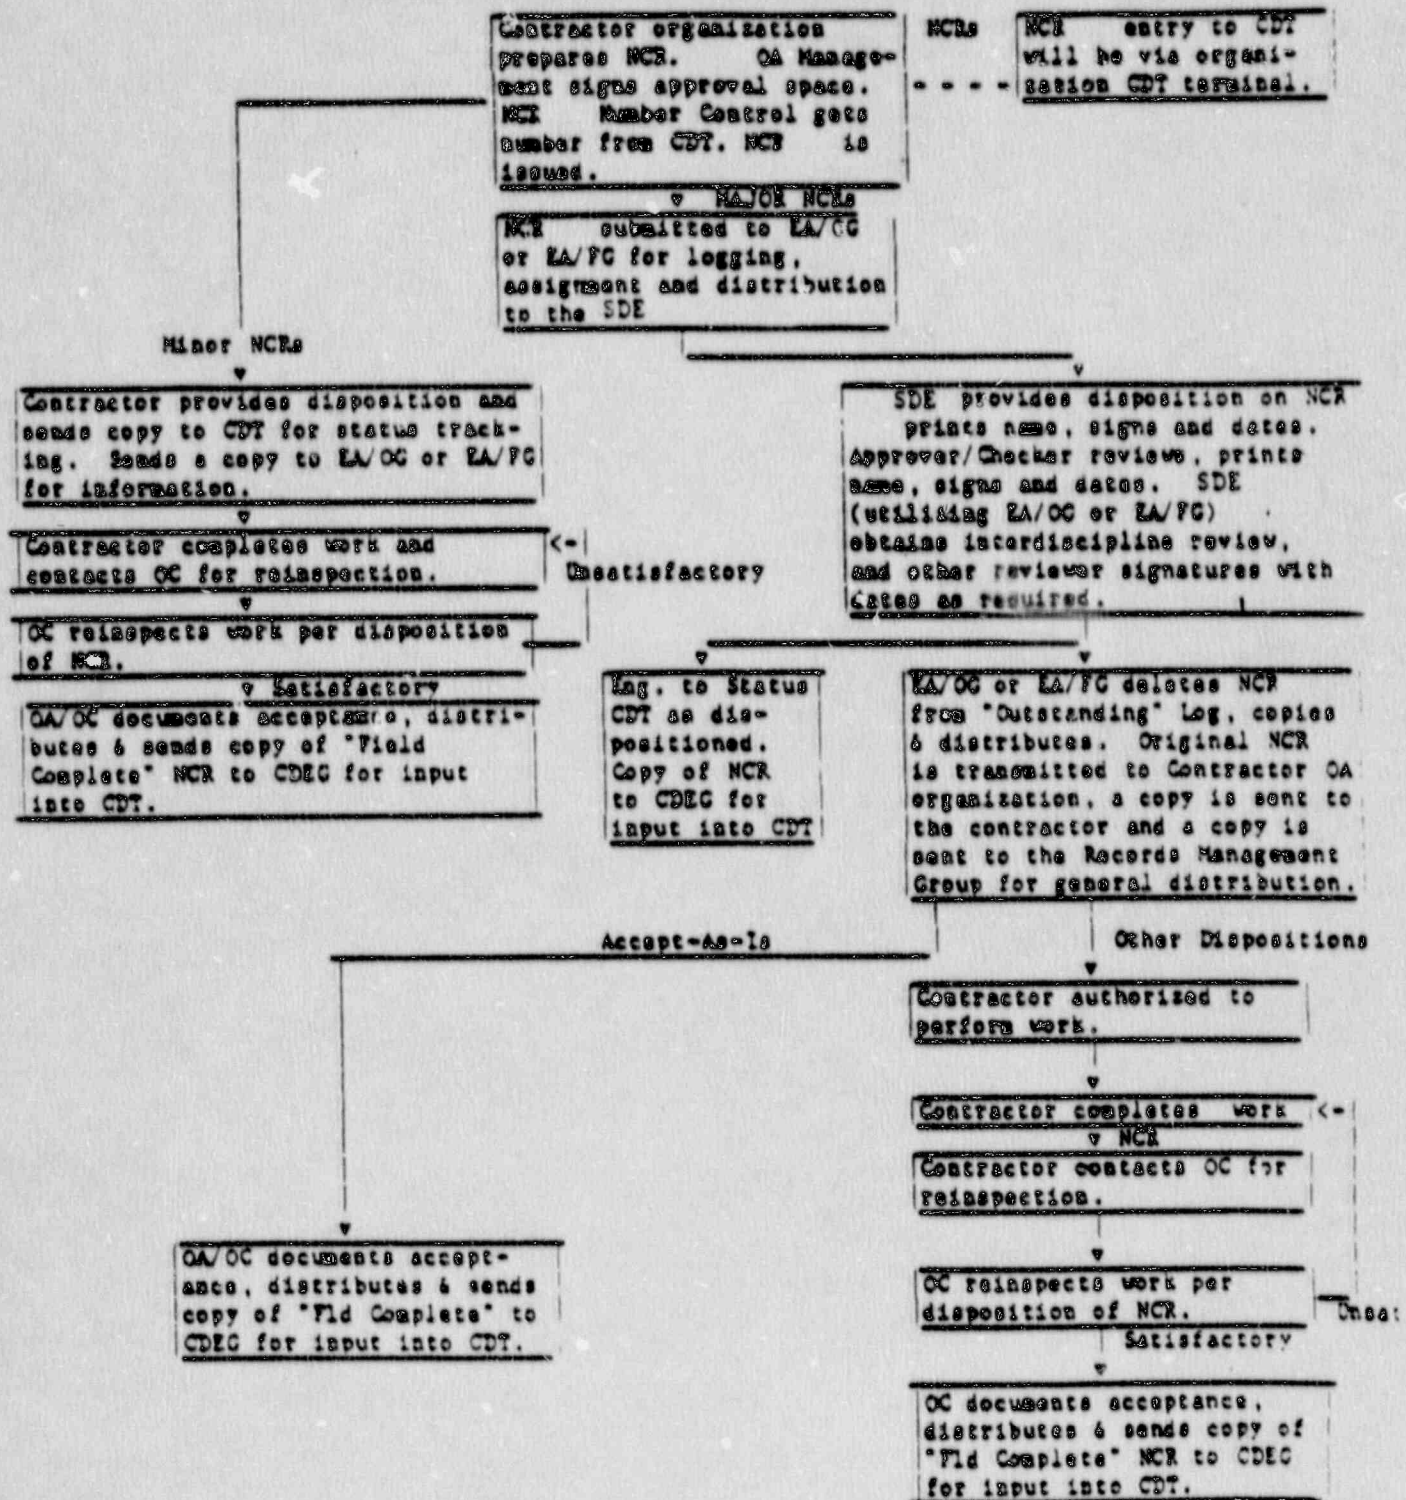 Contractor organization
prepares NCR. QA Manage-
ment signs approval space.
NCR Number Control gets
number from CDT. NCR is
issued.
NCRs
NCR entry to CDT
will be via organi-
zation CDT terminal.
MAJOR NCRs
NCR submitted to EA/CG
or EA/FG for logging,
assignment and distribution
to the SDE
Minor NCRs
Contractor provides disposition and
sends copy to CDT for status track-
ing. Sends a copy to EA/OG or EA/FG
for information.
Contractor completes work and
contacts QC for reinspection.
Unsatisfactory
QC reinspects work per disposition
of NCR.
Satisfactory
QA/QC documents acceptance, distri-
butes & sends copy of "Field
Complete" NCR to CDEG for input
into CDT.
SDE provides disposition on NCR
prints name, signs and dates.
Approver/Checker reviews, prints
name, signs and dates. SDE
(utilizing EA/OG or EA/FG)
obtains interdiscipline review,
and other reviewer signatures with
dates as required.
Eng. to Status
CDT as dis-
positioned.
Copy of NCR
to CDEG for
input into CDT
EA/OG or EA/FG deletes NCR
from "Outstanding" Log, copies
& distributes. Original NCR
is transmitted to Contractor QA
organization, a copy is sent to
the contractor and a copy is
sent to the Records Management
Group for general distribution.
Accept-As-Is
Other Dispositions
Contractor authorized to
perform work.
Contractor completes work
NCR
Contractor contacts QC for
reinspection.
QC reinspects work per
disposition of NCR.
Unsat
Satisfactory
QA/QC documents accept-
ance, distributes & sends
copy of "Fld Complete" to
CDEG for input into CDT.
QC documents acceptance,
distributes & sends copy of
"Fld Complete" NCR to CDEG
for input into CDT.